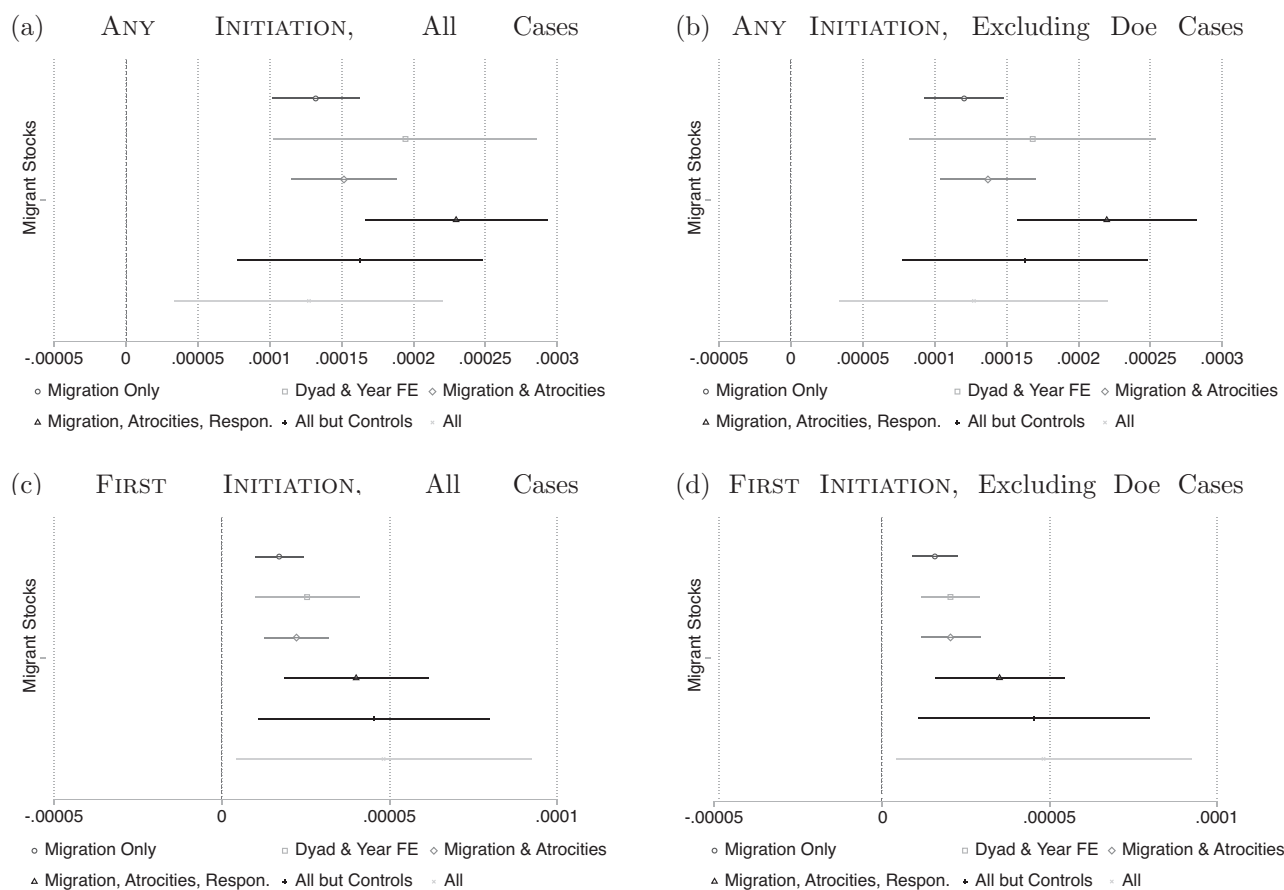 (a) ANY INITIATION, All Cases
Migrant Stocks
-.00005 0 .00005 .0001 .00015 .0002 .00025 .0003
Migration Only Dyad & Year FE Migration & Atrocities
Migration, Atrocities, Respon. All but Controls All
(b) ANY INITIATION, Excluding Doe Cases
Migrant Stocks
-.00005 0 .00005 .0001 .00015 .0002 .00025 .0003
Migration Only Dyad & Year FE Migration & Atrocities
Migration, Atrocities, Respon. All but Controls All
(c) FIRST INITIATION, All Cases
Migrant Stocks
-.00005 0 .00005 .0001
Migration Only Dyad & Year FE Migration & Atrocities
Migration, Atrocities, Respon. All but Controls All
(d) FIRST INITIATION, Excluding Doe Cases
Migrant Stocks
-.00005 0 .00005 .0001
Migration Only Dyad & Year FE Migration & Atrocities
Migration, Atrocities, Respon. All but Controls All